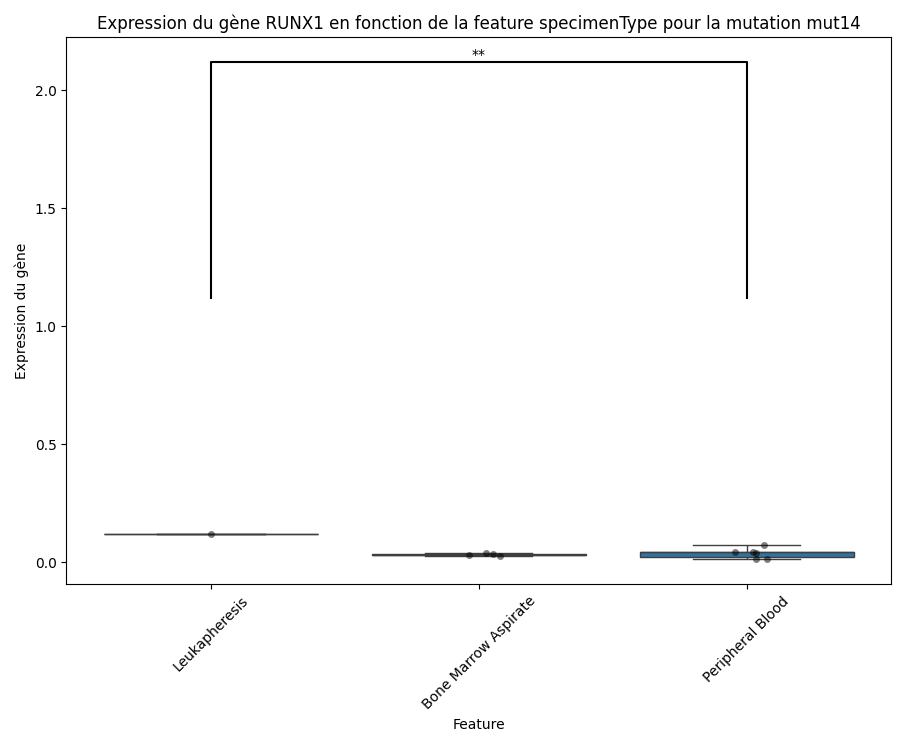 Expression du gène RUNX1 en fonction de la feature specimenType pour la mutation mut14
**
2.0
1.5
1.0
0.5
0.0
Expression du gène
Leukapheresis
Bone Marrow Aspirate
Peripheral Blood
Feature